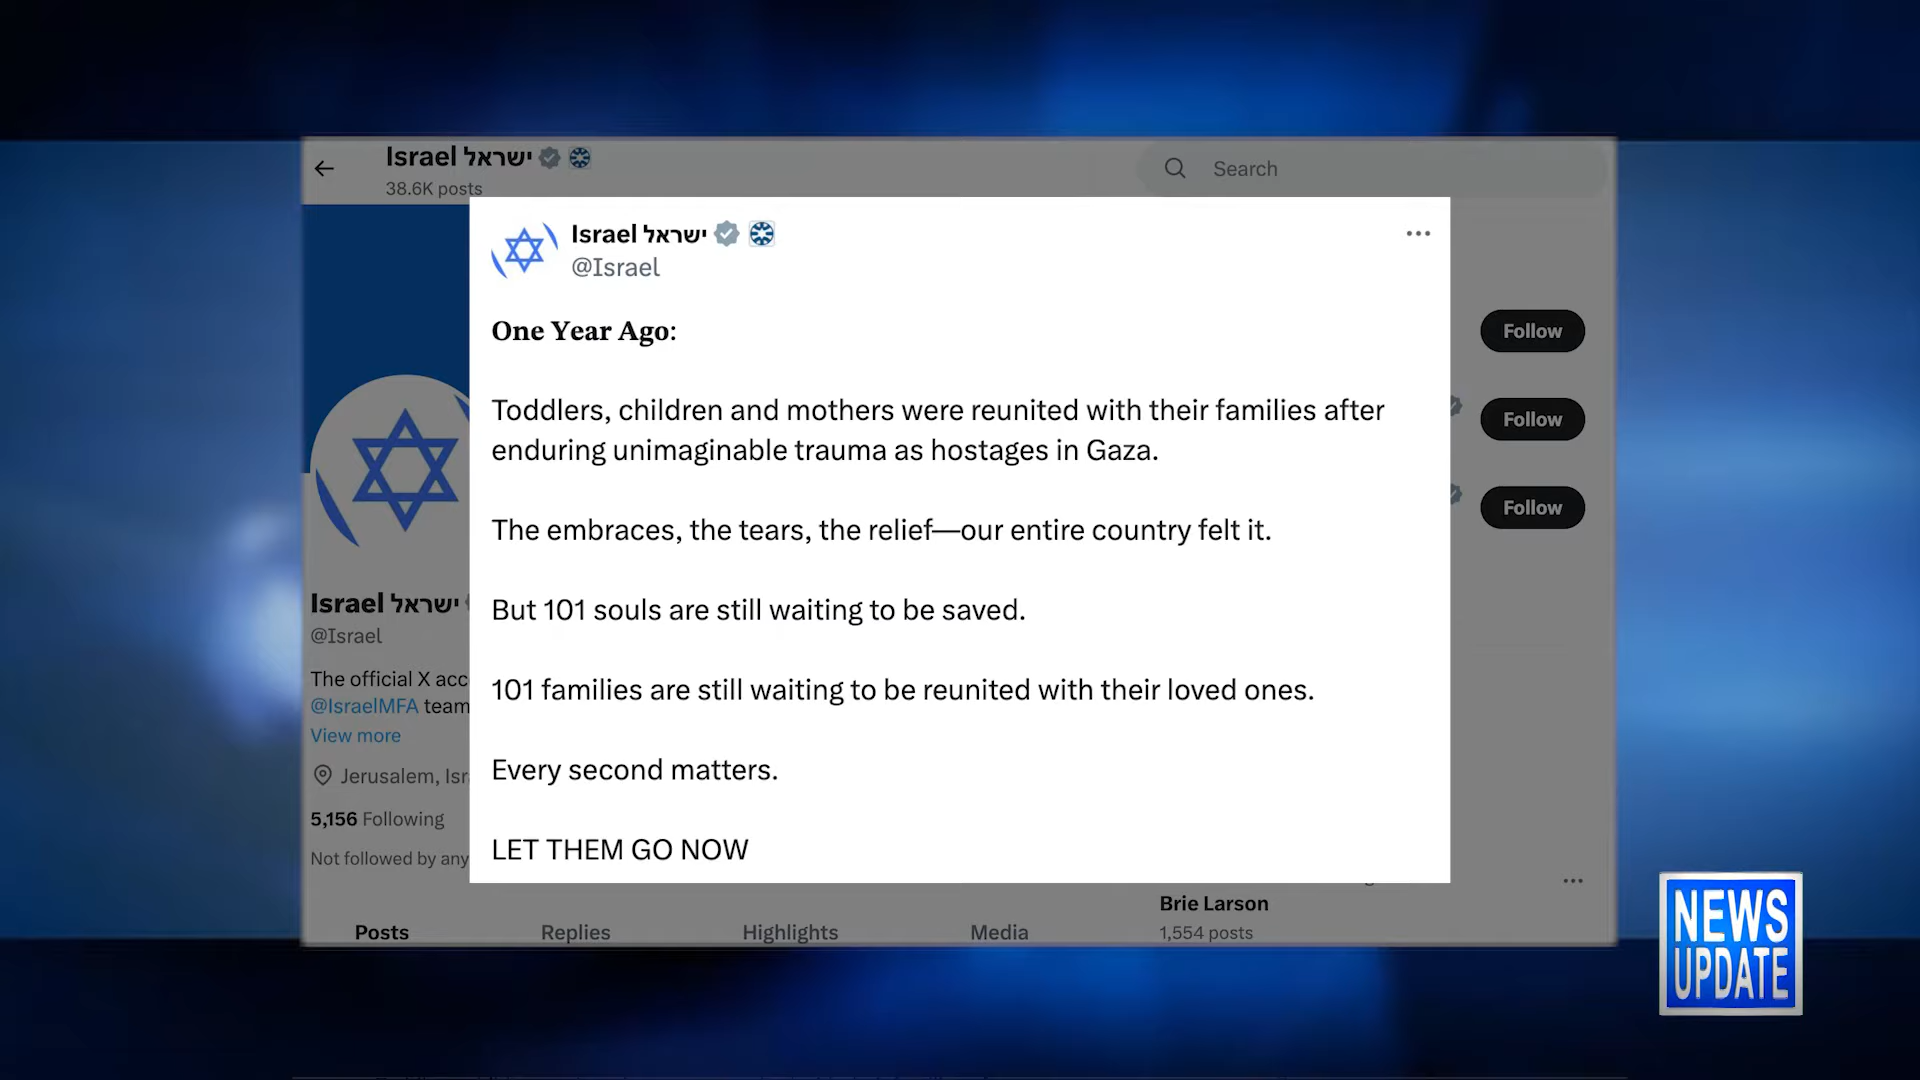 Israel ישראל
38.6K posts
Search
Israel ישראל
@Israel
One Year Ago:
Toddlers, children and mothers were reunited with their families after
enduring unimaginable trauma as hostages in Gaza.
The embraces, the tears, the relief—our entire country felt it.
But 101 souls are still waiting to be saved.
101 families are still waiting to be reunited with their loved ones.
Every second matters.
LET THEM GO NOW
Follow
Follow
Follow
Israel ישראל
@Israel
The official X acc
@IsraelMFA team
View more
Jerusalem, Isr
5,156 Following
Not followed by any
Posts
Replies
Highlights
Media
Brie Larson
1,554 posts
NEWS
UPDATE